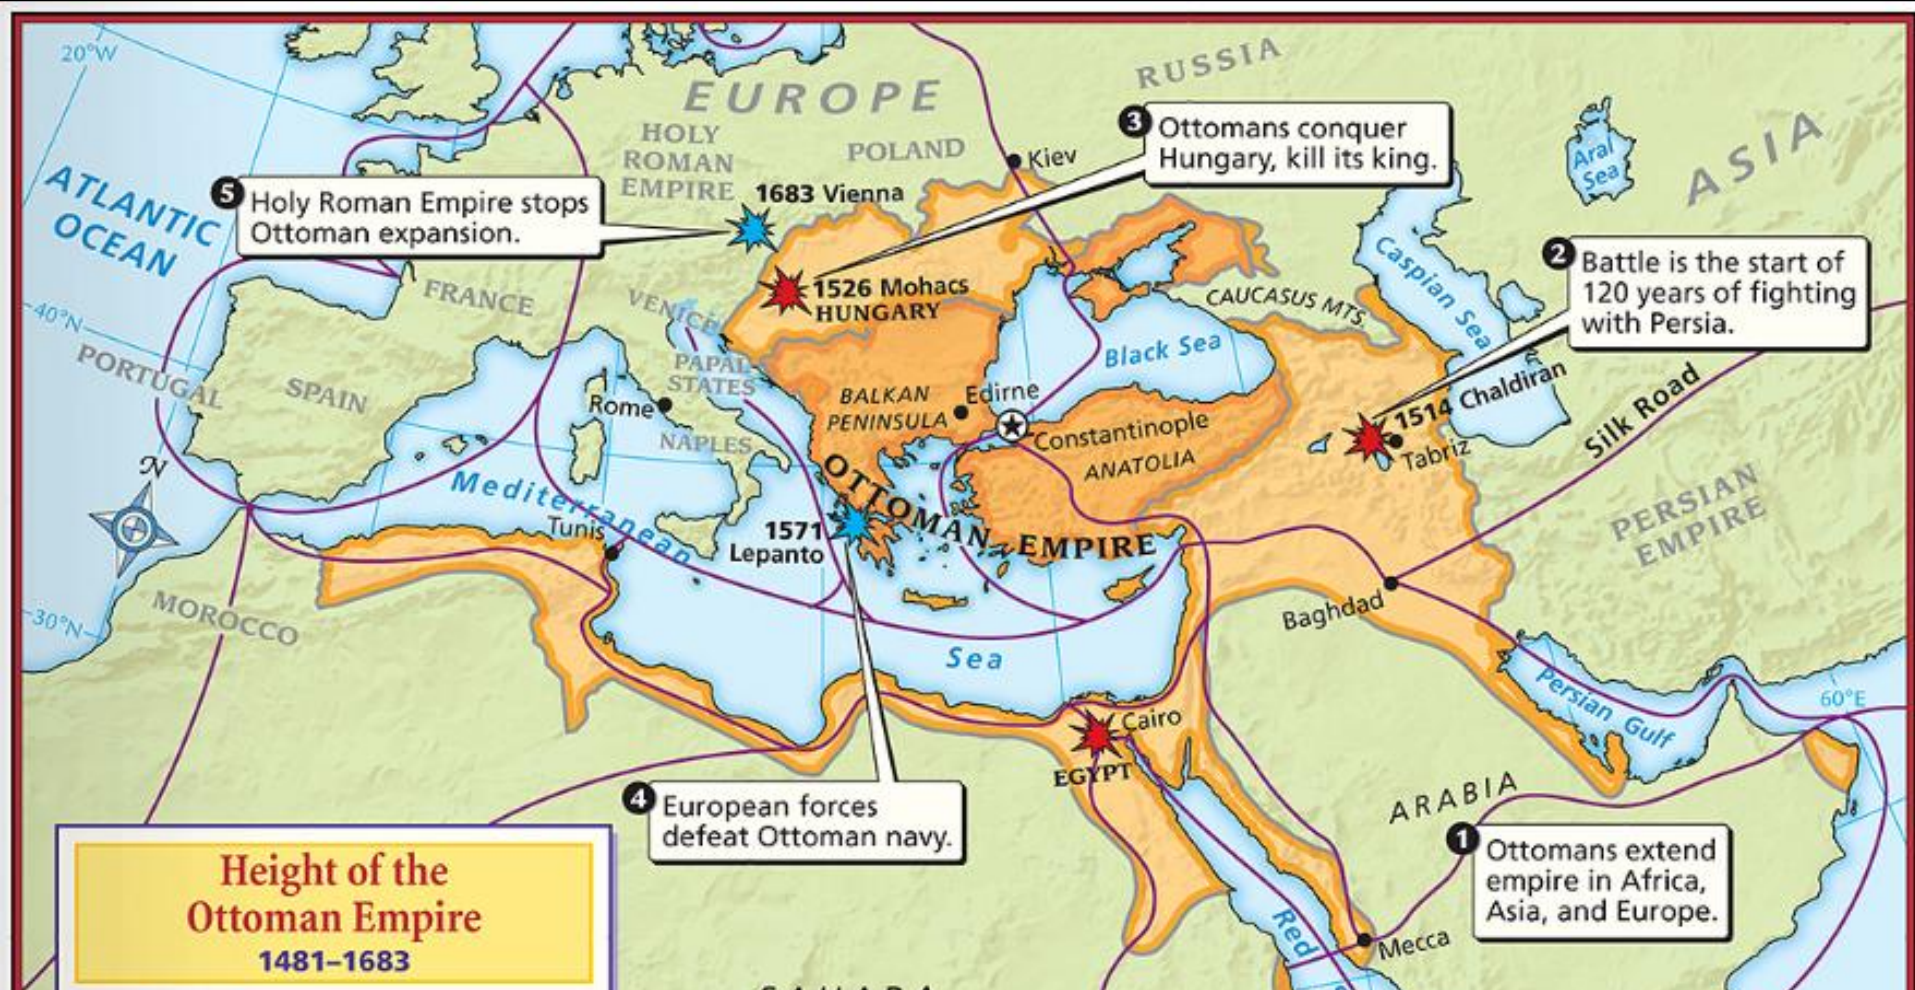 20°W
EUROPE
RUSSIA
ASIA
HOLY
ROMAN
EMPIRE
POLAND
Kiev
3 Ottomans conquer
Hungary, kill its king.
Aral
Sea
ATLANTIC
OCEAN
5 Holy Roman Empire stops
Ottoman expansion.
1683 Vienna
2 Battle is the start of
120 years of fighting
with Persia.
Caspian Sea
FRANCE
VENICE
1526 Mohacs
HUNGARY
CAUCASUS MTS.
40°N
PORTUGAL
SPAIN
PAPAL
STATES
Black Sea
Rome
NAPLES
BALKAN
PENINSULA
Edirne
Constantinople
ANATOLIA
1514 Chaldiran
Tabriz
Silk Road
PERSIAN
EMPIRE
N
Mediterranean
Tunis
1571
Lepanto
OTTOMAN EMPIRE
30°N
MOROCCO
Baghdad
Sea
Persian Gulf
60°E
Cairo
EGYPT
ARABIA
4 European forces
defeat Ottoman navy.
1 Ottomans extend
empire in Africa,
Asia, and Europe.
Height of the
Ottoman Empire
1481–1683
Red
Mecca